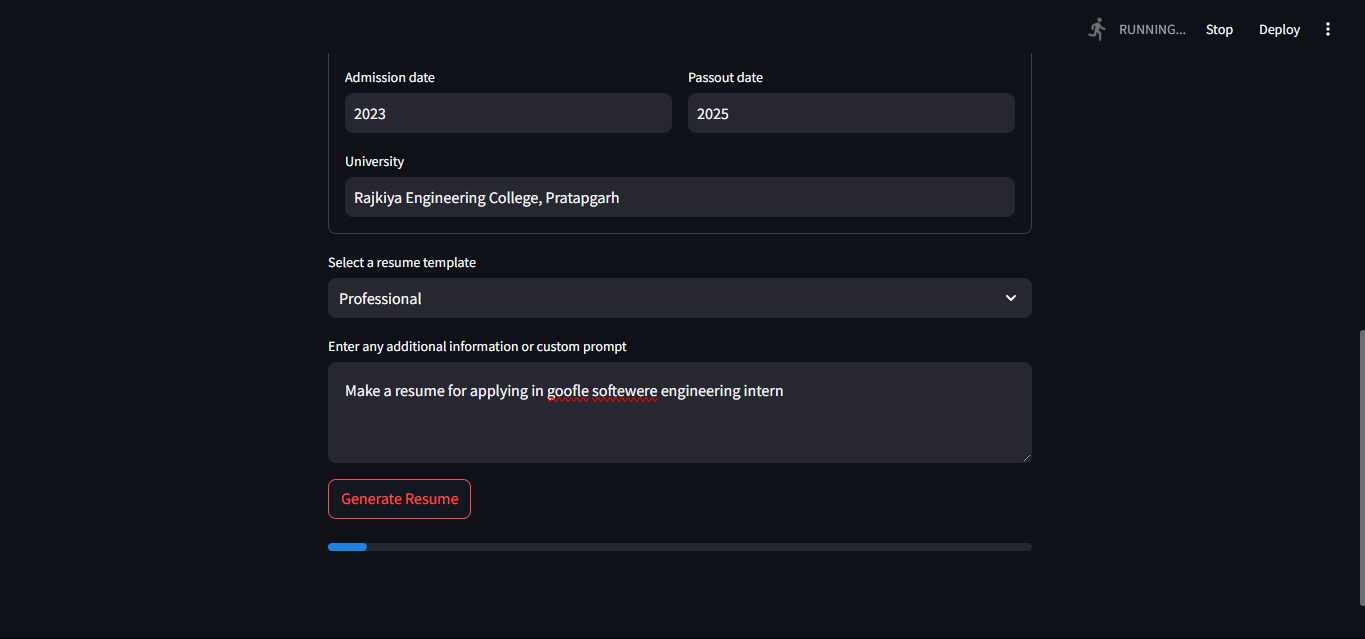 RUNNING... Stop Deploy
Admission date Passout date
2023 2025
University
Rajkiya Engineering College, Pratapgarh
Select a resume template
Professional
Enter any additional information or custom prompt
Make a resume for applying in goofle softewere engineering intern
Generate Resume